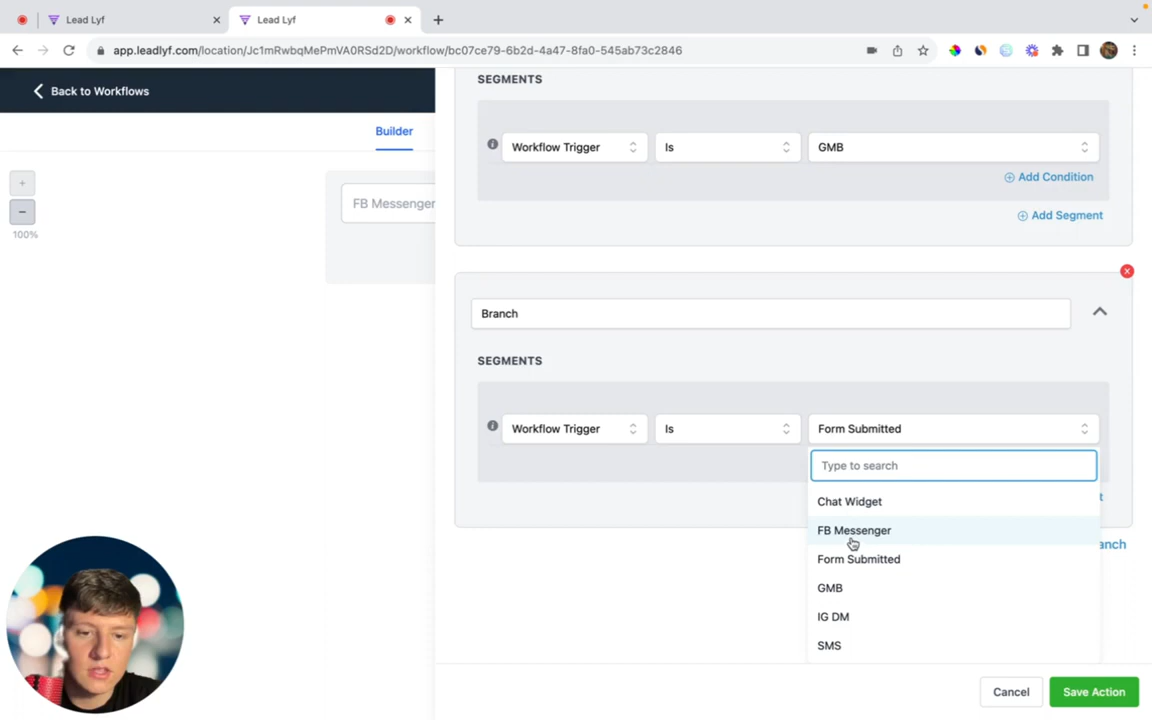 Lead Lyf
Lead Lyf
app.leadlyf.com/location/Jc1mRwbqMePmVA0RSd2D/workflow/bc07ce79-6b2d-4a47-8fa0-545ab73c2846
Back to Workflows
Builder
100%
FB Messenger
SEGMENTS
Workflow Trigger
Is
GMB
Add Condition
Add Segment
Branch
SEGMENTS
Workflow Trigger
Is
Form Submitted
Type to search
Chat Widget
FB Messenger
Form Submitted
GMB
IG DM
SMS
Cancel
Save Action